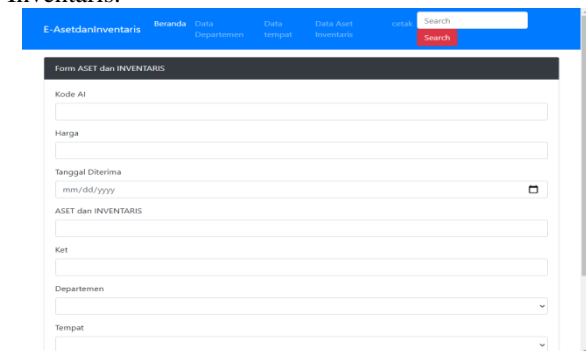 Inventaris.
E-AsetdanInventaris Beranda Data Departemen Data tempat Data Aset Inventaris cetak Search
Search
Form ASET dan INVENTARIS
Kode AI
Harga
Tanggal Diterima
mm/dd/yyyy
ASET dan INVENTARIS
Ket
Departemen
Tempat